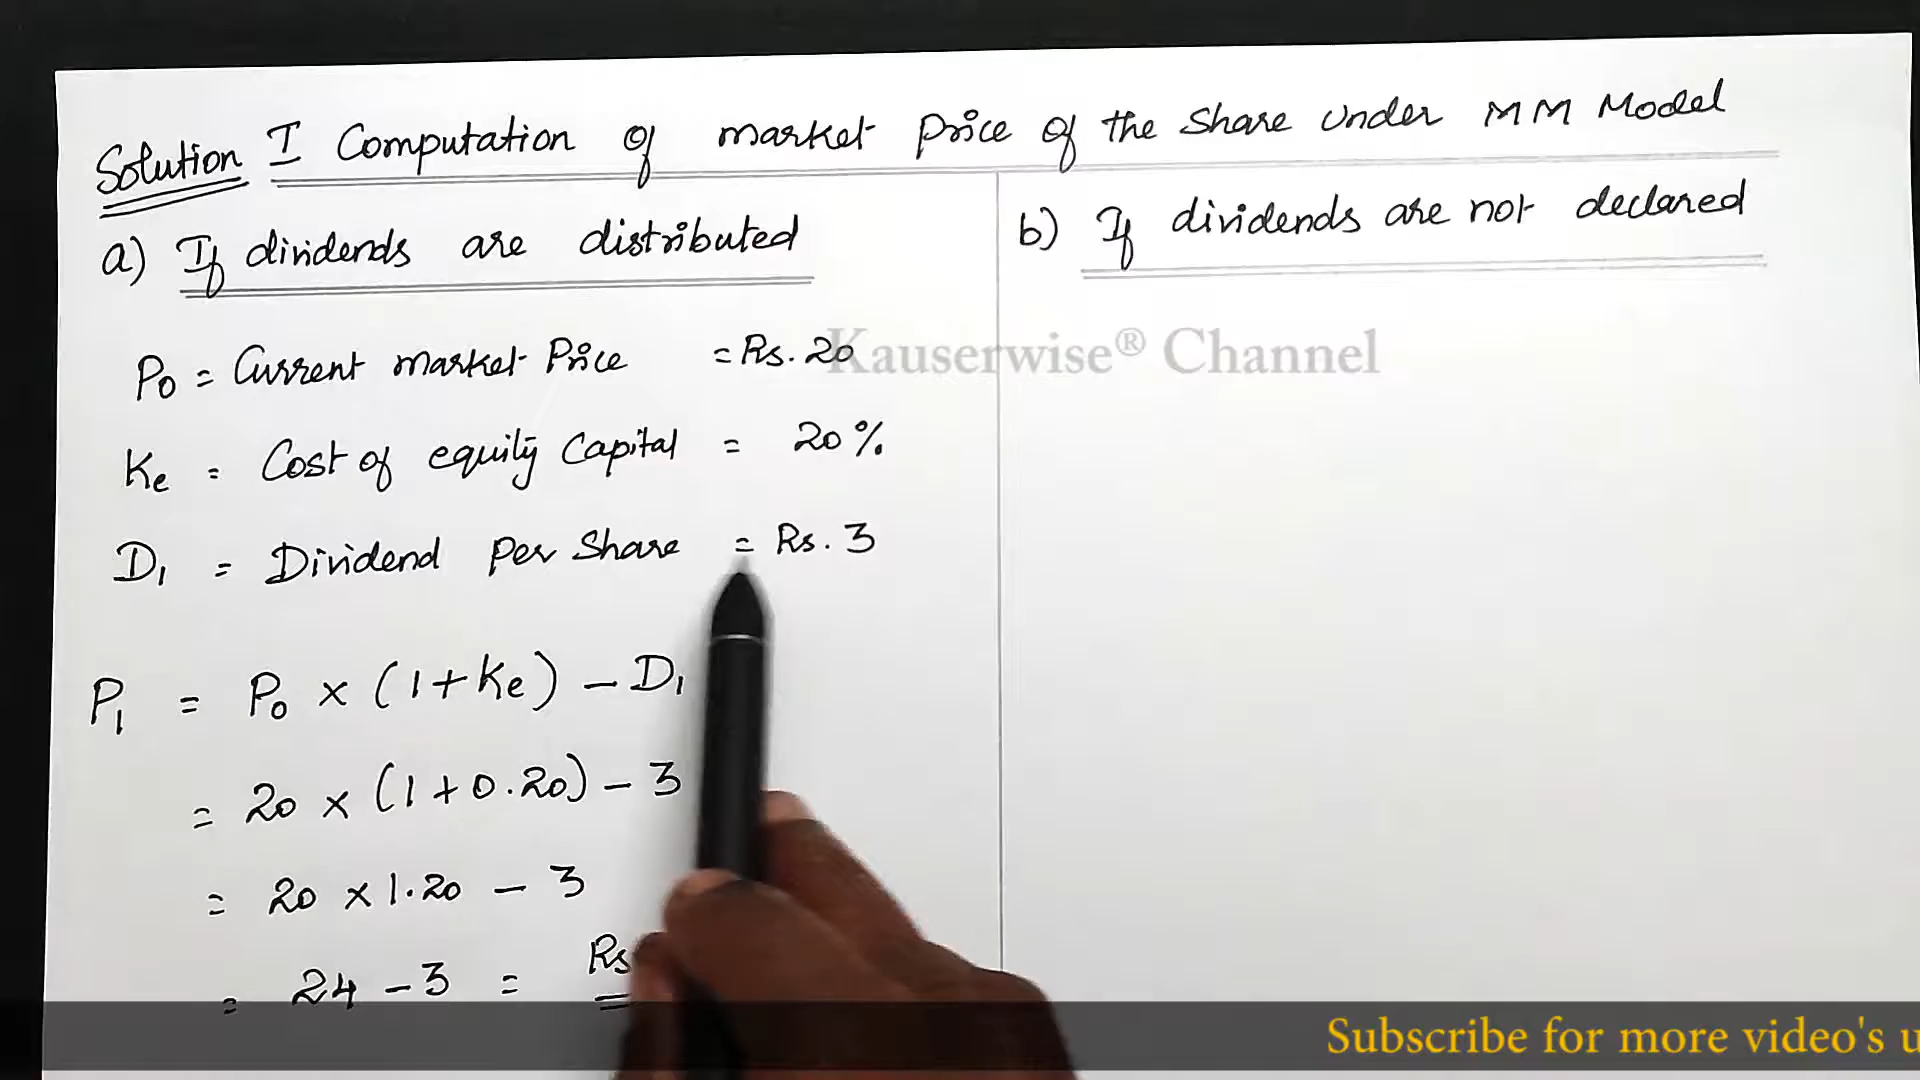 Solution I Computation of market Price of the Share under MM Model
a) If dividends are distributed
P0 = Current market Price = Rs. 20
Ke = Cost of equity Capital = 20%
D1 = Dividend Per Share = Rs. 3
P1 = P0 × (1+Ke) – D1
= 20 × (1+0.20) – 3
= 20 × 1.20 – 3
= 24 – 3 = Rs
b) If dividends are not declared
Kauserwise® Channel
Subscribe for more video's u